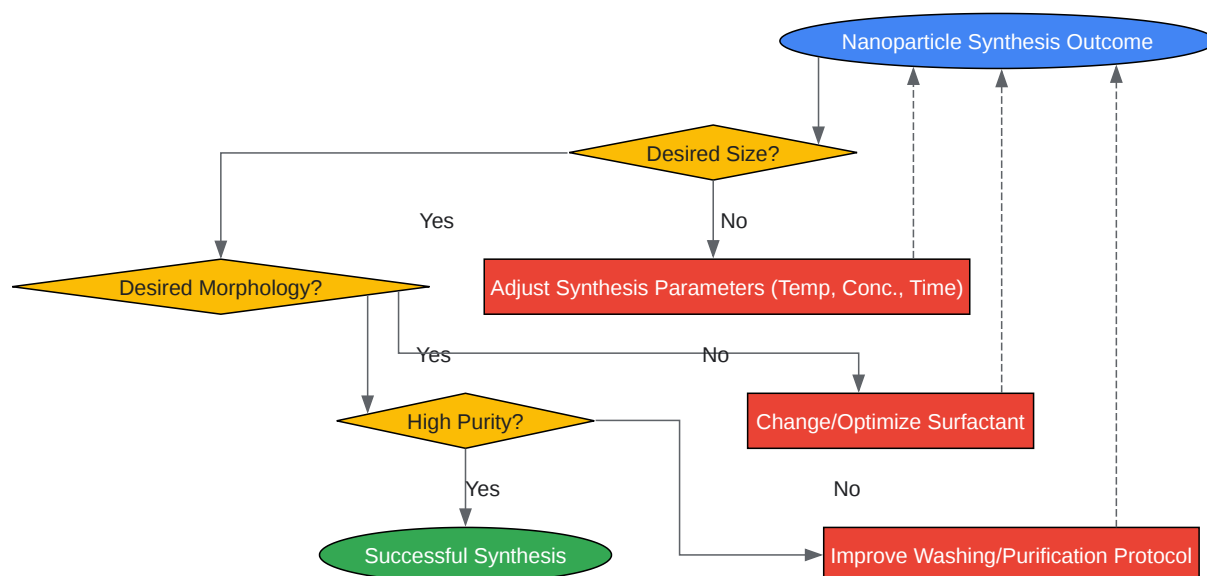 Nanoparticle Synthesis Outcome
Desired Size?
Yes
No
Desired Morphology?
Adjust Synthesis Parameters (Temp, Conc., Time)
Yes
No
High Purity?
Change/Optimize Surfactant
Yes
No
Successful Synthesis
Improve Washing/Purification Protocol